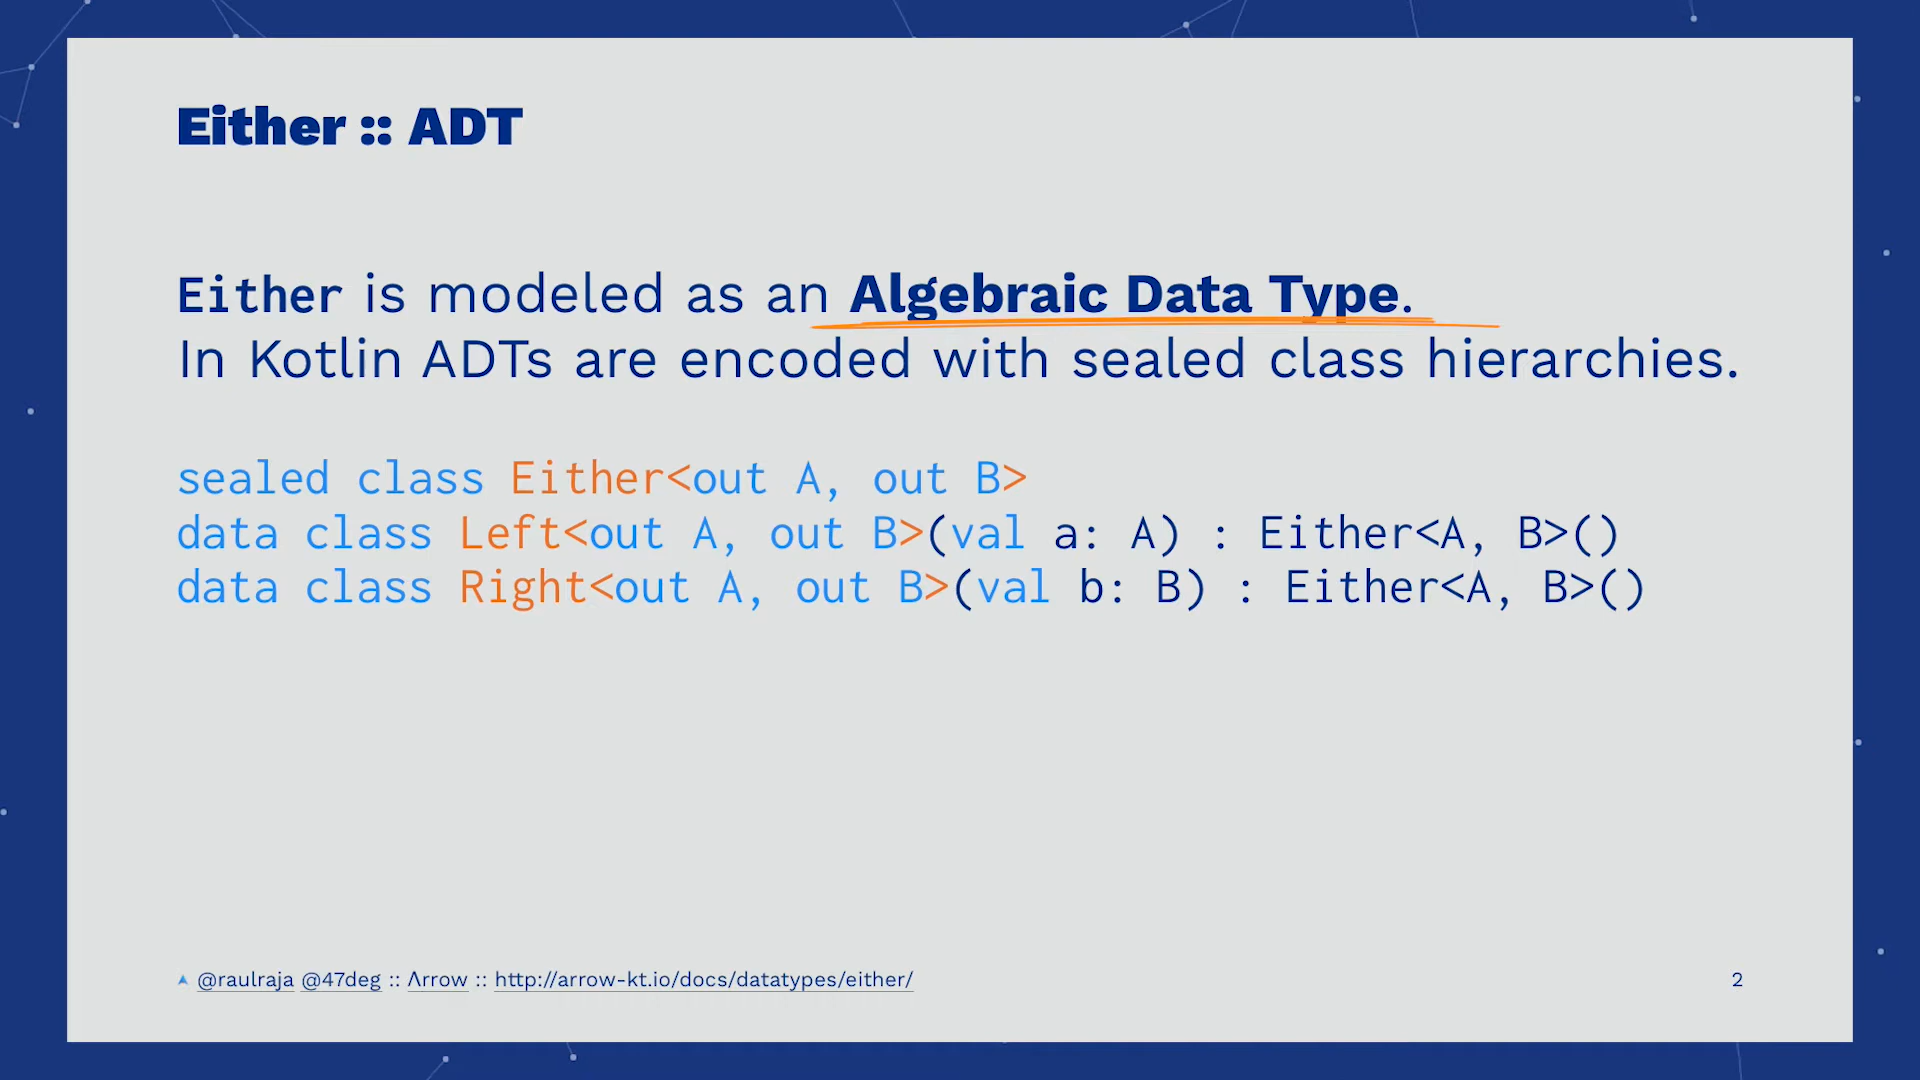 Either :: ADT
Either is modeled as an Algebraic Data Type.
In Kotlin ADTs are encoded with sealed class hierarchies.
sealed class Either<out A, out B>
data class Left<out A, out B>(val a: A) : Either<A, B>()
data class Right<out A, out B>(val b: B) : Either<A, B>()
@raulraja @47deg :: Λrrow :: http://arrow-kt.io/docs/datatypes/either/
2